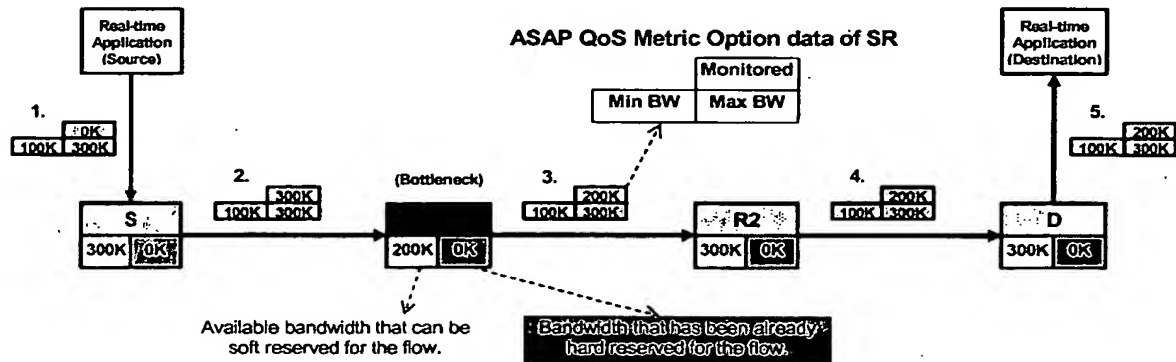 Real-time
Application
(Source)
ASAP QoS Metric Option data of SR
Real-time
Application
(Destination)
Monitored
Min BW Max BW
1.
0K
100K 300K
2.
300K
100K 300K
(Bottleneck)
3.
200K
100K 300K
4.
200K
100K 300K
5.
200K
100K 300K
S
300K 0K
200K 0K
R2
300K 0K
D
300K 0K
Available bandwidth that can be
soft reserved for the flow.
Bandwidth that has been already
hard reserved for the flow.